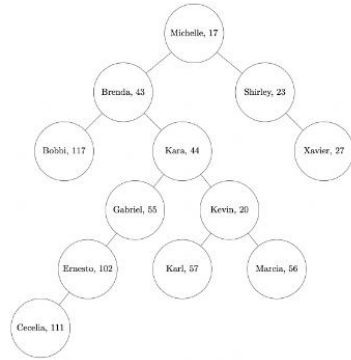 Michelle, 17
Brenda, 43
Shirley, 23
Bobbi, 117
Kara, 44
Xavier, 27
Gabriel, 55
Kevin, 20
Ernesto, 102
Karl, 57
Marcia, 56
Cecelia, 111